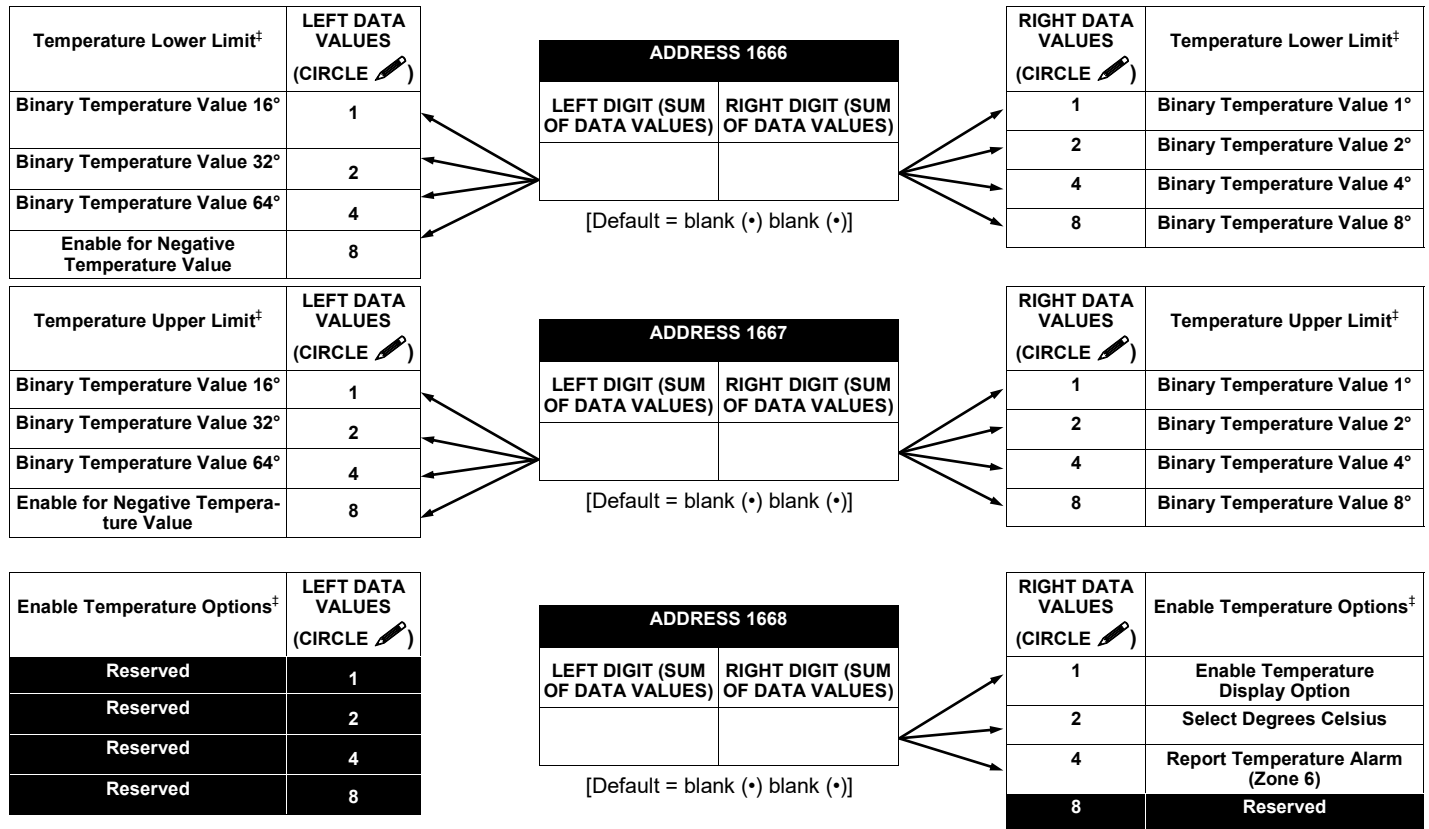 Temperature Lower Limit‡
LEFT DATA
VALUES
(CIRCLE )
Binary Temperature Value 16°
1
Binary Temperature Value 32°
2
Binary Temperature Value 64°
4
Enable for Negative
Temperature Value
8
ADDRESS 1666
LEFT DIGIT (SUM
OF DATA VALUES)
RIGHT DIGIT (SUM
OF DATA VALUES)
[Default = blank (•) blank (•)]
RIGHT DATA
VALUES
(CIRCLE )
Temperature Lower Limit‡
1
Binary Temperature Value 1°
2
Binary Temperature Value 2°
4
Binary Temperature Value 4°
8
Binary Temperature Value 8°
Temperature Upper Limit‡
LEFT DATA
VALUES
(CIRCLE )
Binary Temperature Value 16°
1
Binary Temperature Value 32°
2
Binary Temperature Value 64°
4
Enable for Negative Tempera-
ture Value
8
ADDRESS 1667
LEFT DIGIT (SUM
OF DATA VALUES)
RIGHT DIGIT (SUM
OF DATA VALUES)
[Default = blank (•) blank (•)]
RIGHT DATA
VALUES
(CIRCLE )
Temperature Upper Limit‡
1
Binary Temperature Value 1°
2
Binary Temperature Value 2°
4
Binary Temperature Value 4°
8
Binary Temperature Value 8°
Enable Temperature Options‡
LEFT DATA
VALUES
(CIRCLE )
Reserved
1
Reserved
2
Reserved
4
Reserved
8
ADDRESS 1668
LEFT DIGIT (SUM
OF DATA VALUES)
RIGHT DIGIT (SUM
OF DATA VALUES)
[Default = blank (•) blank (•)]
RIGHT DATA
VALUES
(CIRCLE )
Enable Temperature Options‡
1
Enable Temperature
Display Option
2
Select Degrees Celsius
4
Report Temperature Alarm
(Zone 6)
8
Reserved